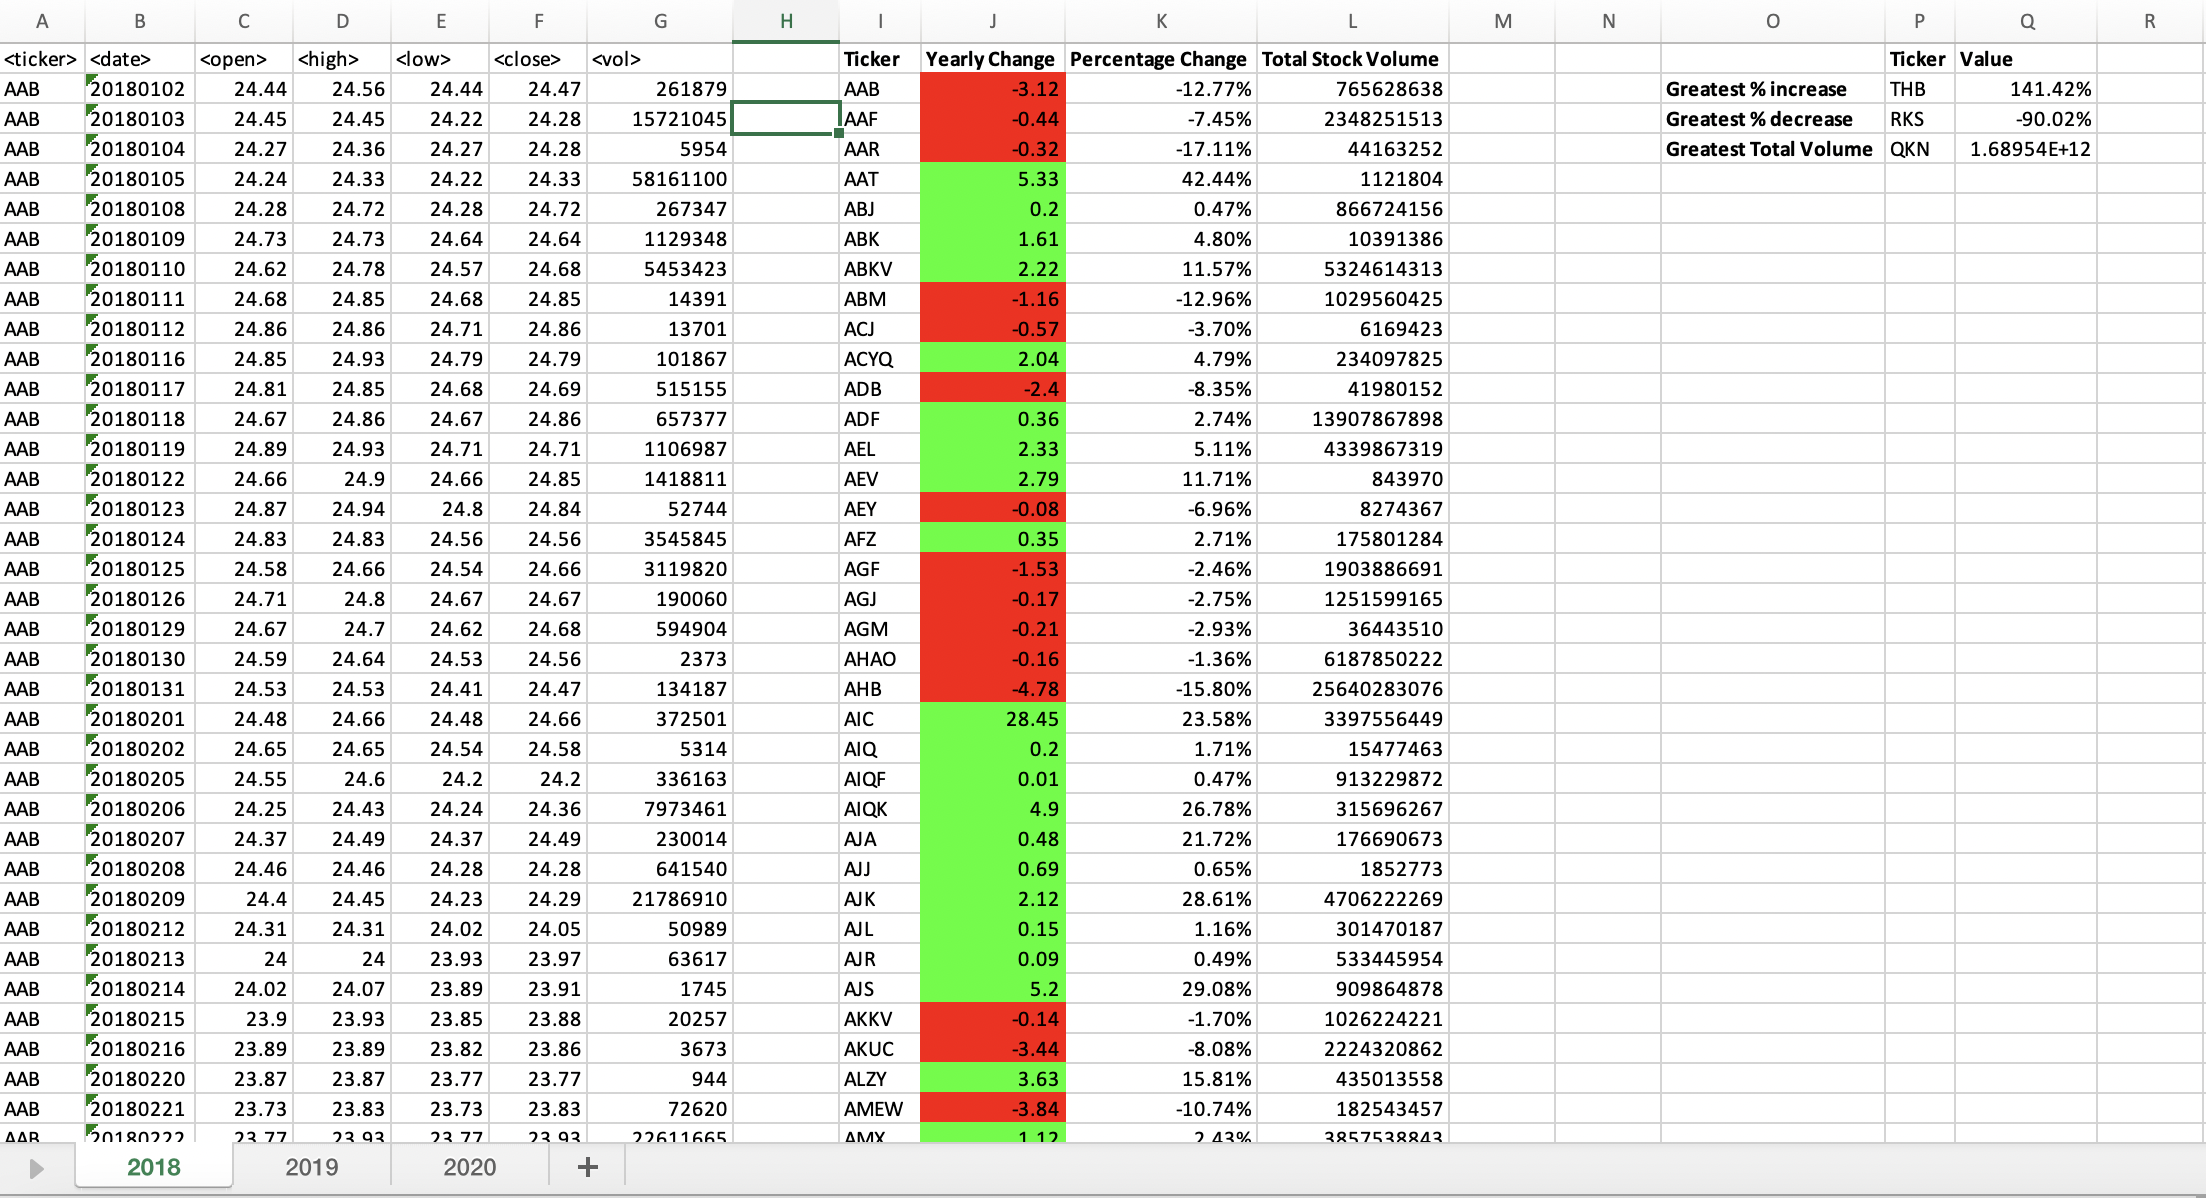 A B C D E F G H I J K L M N O P Q R
<ticker> <date> <open> <high> <low> <close> <vol> Ticker Yearly Change Percentage Change Total Stock Volume Ticker Value
AAB 20180102 24.44 24.56 24.44 24.47 261879 AAB -3.12 -12.77% 765628638 Greatest % increase THB 141.42%
AAB 20180103 24.45 24.45 24.22 24.28 15721045 AAF -0.44 -7.45% 2348251513 Greatest % decrease RKS -90.02%
AAB 20180104 24.27 24.36 24.27 24.28 5954 AAR -0.32 -17.11% 44163252 Greatest Total Volume QKN 1.68954E+12
AAB 20180105 24.24 24.33 24.22 24.33 58161100 AAT 5.33 42.44% 1121804
AAB 20180108 24.28 24.72 24.28 24.72 267347 ABJ 0.2 0.47% 866724156
AAB 20180109 24.73 24.73 24.64 24.64 1129348 ABK 1.61 4.80% 10391386
AAB 20180110 24.62 24.78 24.57 24.68 5453423 ABKV 2.22 11.57% 5324614313
AAB 20180111 24.68 24.85 24.68 24.85 14391 ABM -1.16 -12.96% 1029560425
AAB 20180112 24.86 24.86 24.71 24.86 13701 ACJ -0.57 -3.70% 6169423
AAB 20180116 24.85 24.93 24.79 24.79 101867 ACYQ 2.04 4.79% 234097825
AAB 20180117 24.81 24.85 24.68 24.69 515155 ADB -2.4 -8.35% 41980152
AAB 20180118 24.67 24.86 24.67 24.86 657377 ADF 0.36 2.74% 13907867898
AAB 20180119 24.89 24.93 24.71 24.71 1106987 AEL 2.33 5.11% 4339867319
AAB 20180122 24.66 24.9 24.66 24.85 1418811 AEV 2.79 11.71% 843970
AAB 20180123 24.87 24.94 24.8 24.84 52744 AEY -0.08 -6.96% 8274367
AAB 20180124 24.83 24.83 24.56 24.56 3545845 AFZ 0.35 2.71% 175801284
AAB 20180125 24.58 24.66 24.54 24.66 3119820 AGF -1.53 -2.46% 1903886691
AAB 20180126 24.71 24.8 24.67 24.67 190060 AGJ -0.17 -2.75% 1251599165
AAB 20180129 24.67 24.7 24.62 24.68 594904 AGM -0.21 -2.93% 36443510
AAB 20180130 24.59 24.64 24.53 24.56 2373 AHAO -0.16 -1.36% 6187850222
AAB 20180131 24.53 24.53 24.41 24.47 134187 AHB -4.78 -15.80% 25640283076
AAB 20180201 24.48 24.66 24.48 24.66 372501 AIC 28.45 23.58% 3397556449
AAB 20180202 24.65 24.65 24.54 24.58 5314 AIQ 0.2 1.71% 15477463
AAB 20180205 24.55 24.6 24.2 24.2 336163 AIQF 0.01 0.47% 913229872
AAB 20180206 24.25 24.43 24.24 24.36 7973461 AIQK 4.9 26.78% 315696267
AAB 20180207 24.37 24.49 24.37 24.49 230014 AJA 0.48 21.72% 176690673
AAB 20180208 24.46 24.46 24.28 24.28 641540 AJJ 0.69 0.65% 1852773
AAB 20180209 24.4 24.45 24.23 24.29 21786910 AJK 2.12 28.61% 4706222269
AAB 20180212 24.31 24.31 24.02 24.05 50989 AJL 0.15 1.16% 301470187
AAB 20180213 24 24 23.93 23.97 63617 AJR 0.09 0.49% 533445954
AAB 20180214 24.02 24.07 23.89 23.91 1745 AJS 5.2 29.08% 909864878
AAB 20180215 23.9 23.93 23.85 23.88 20257 AKKV -0.14 -1.70% 1026224221
AAB 20180216 23.89 23.89 23.82 23.86 3673 AKUC -3.44 -8.08% 2224320862
AAB 20180220 23.87 23.87 23.77 23.77 944 ALZY 3.63 15.81% 435013558
AAB 20180221 23.73 23.83 23.73 23.83 72620 AMEW -3.84 -10.74% 182543457
AAB 20180222 23.77 23.93 23.77 23.93 22611665 AMX 1.12 2.43% 3857538843
2018 2019 2020 +